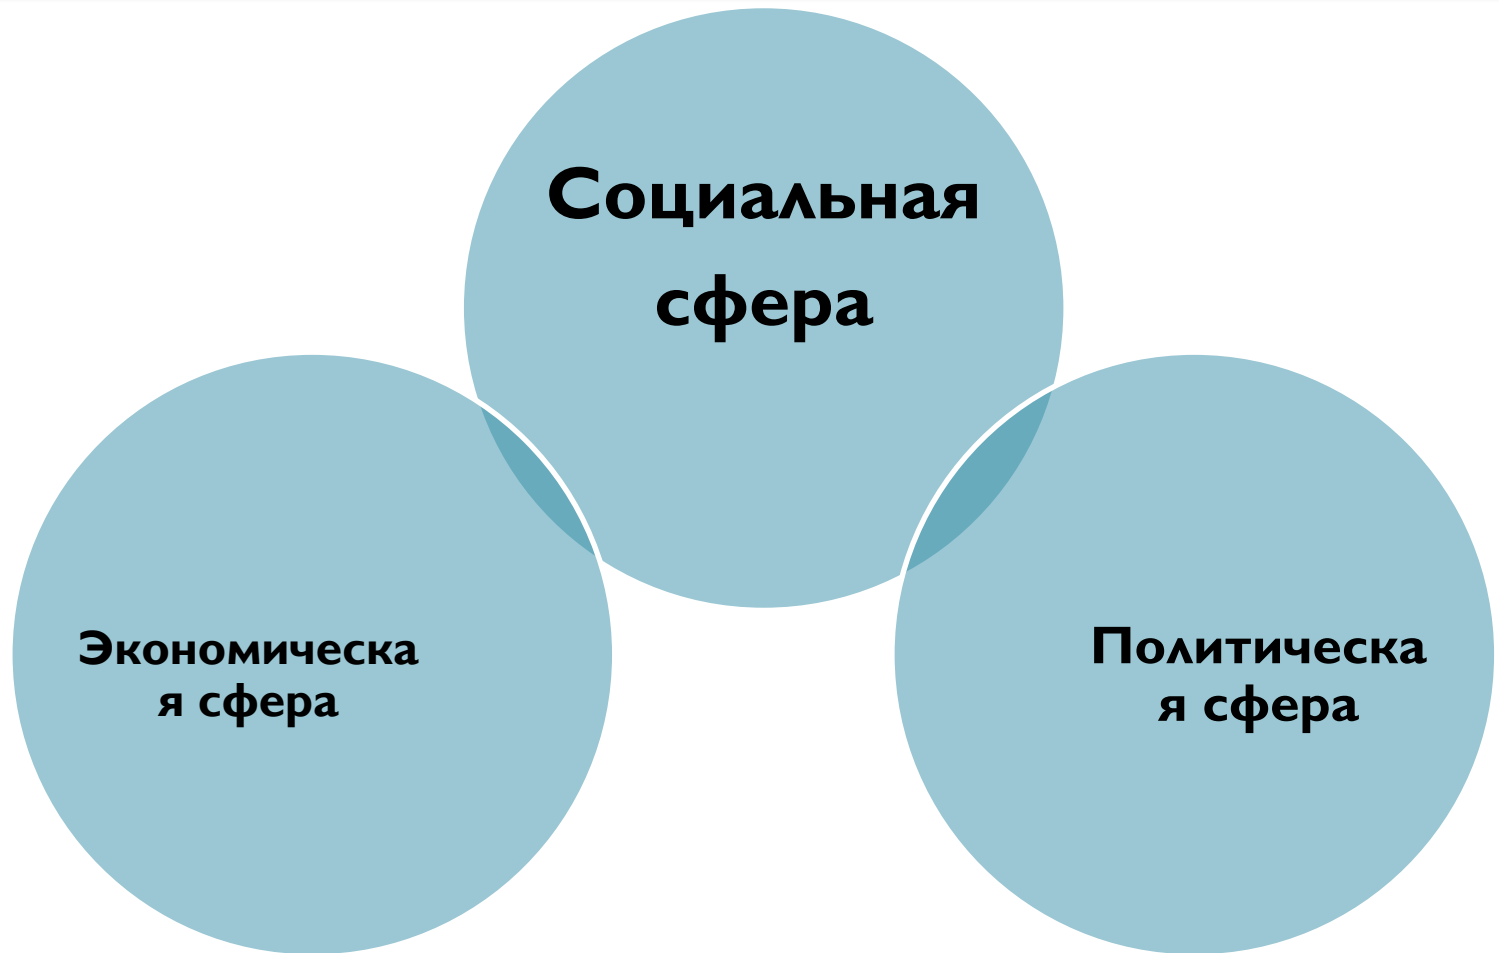 Социальная
сфера
Экономическа
я сфера
Политическа
я сфера